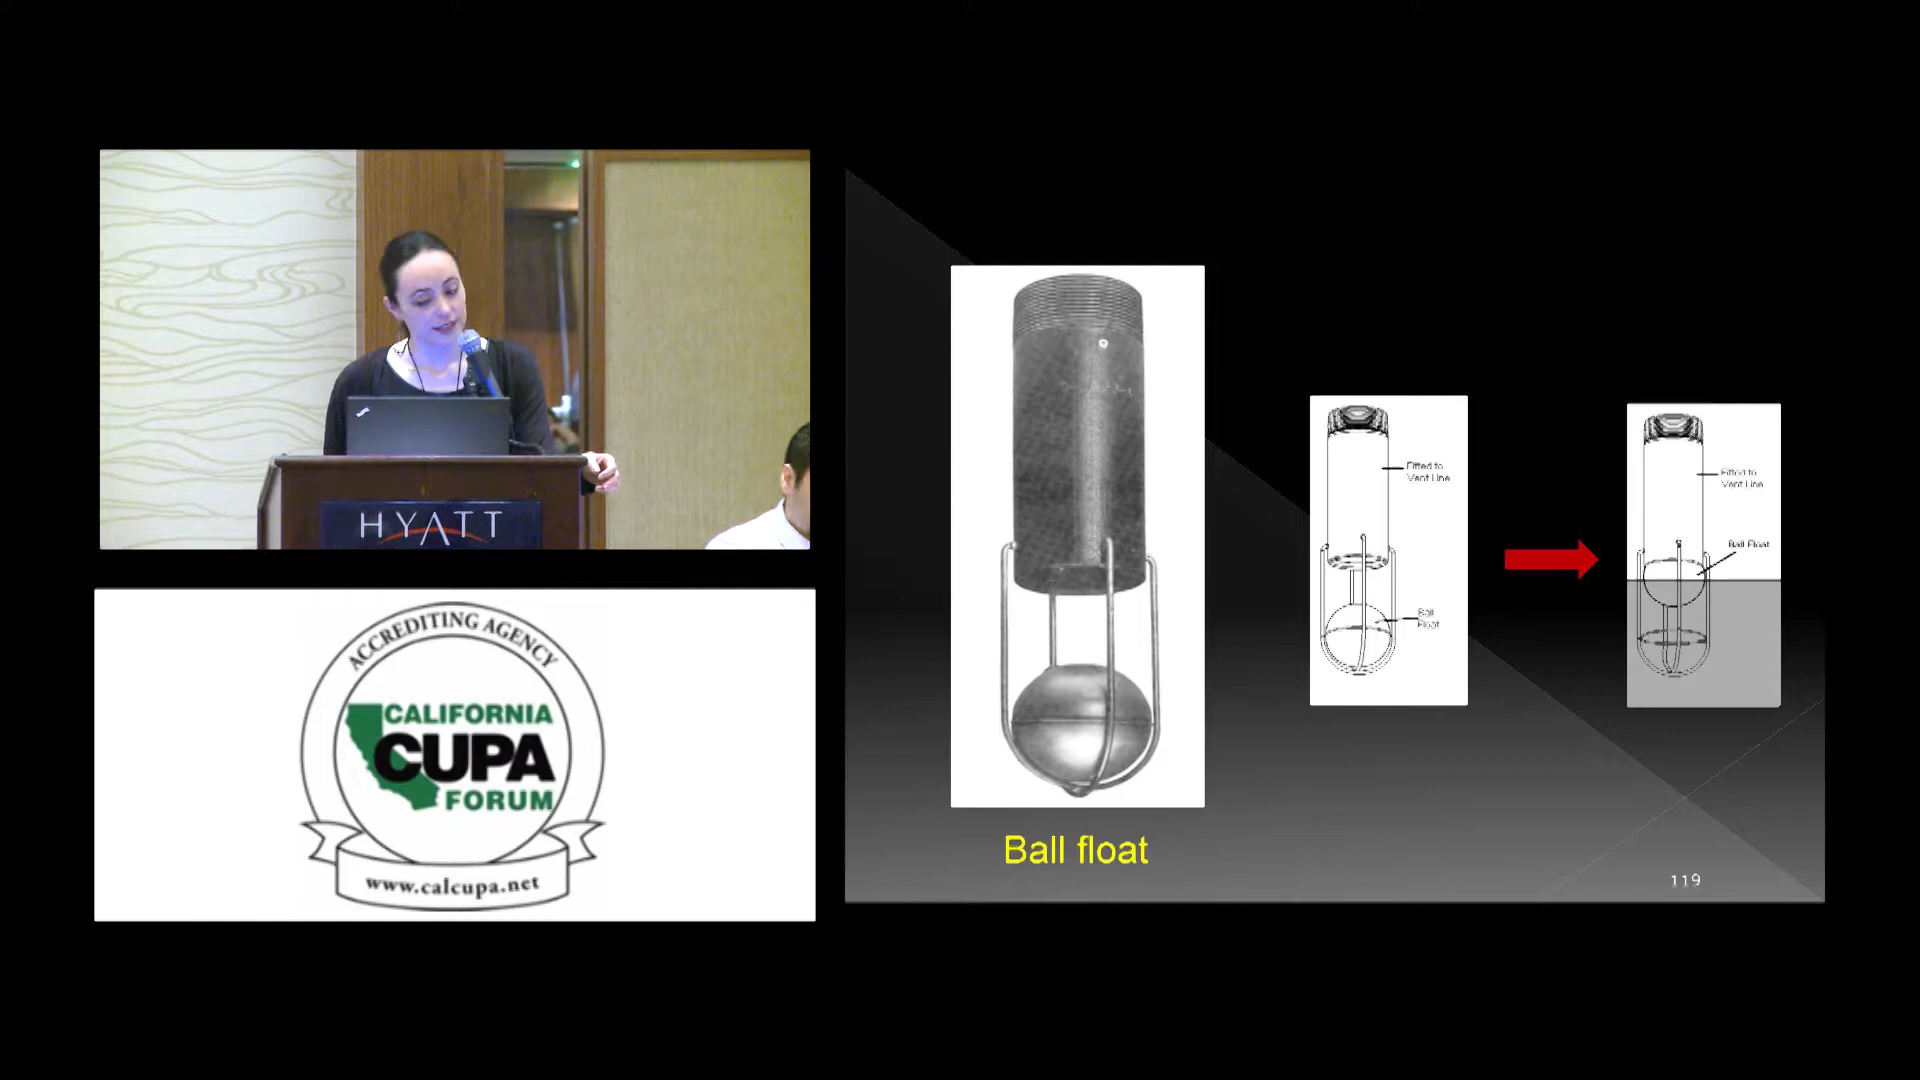 HYATT
ACCREDITING AGENCY
CALIFORNIA
CUPA
FORUM
www.calcupa.net
Ball float
Fitted to
Vent Line
Ball
Float
Fitted to
Vent Line
Ball Float
119